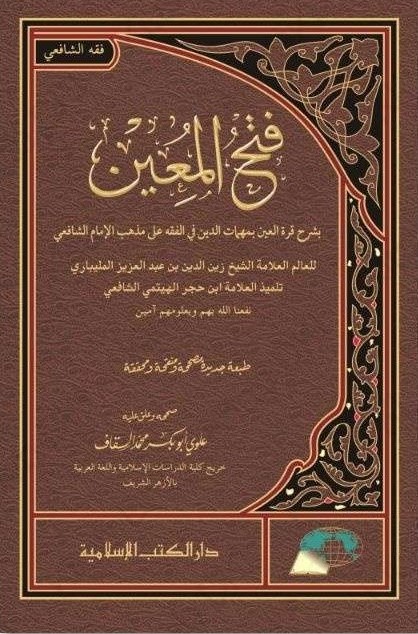 فقه الشافعي
فتح المُعين
بشرح قرة العين بمهمات الدين في الفقه على مذهب الإمام الشافعي
للعالم العلامة الشيخ زين الدين بن عبد العزيز المليباري
تلميذ العلامة ابن حجر الهيتمي الشافعي
نفعنا الله بهم وبعلومهم آمين
طبعة جديدة مصححة ومنقحة ومحققة
صححه وعلق عليه
علوي أبو بكر محمد السقاف
خريج كلية الدراسات الإسلامية واللغة العربية
بالأزهر الشريف
دار الكتب الإسلامية